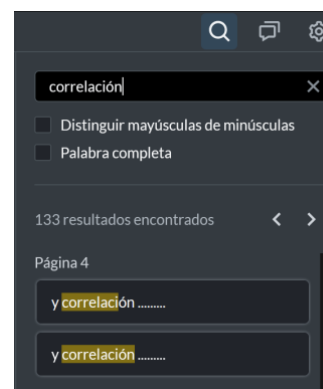 correlación
Distinguir mayúsculas de minúsculas
Palabra completa
133 resultados encontrados
Página 4
y correlación .........
y correlación .........